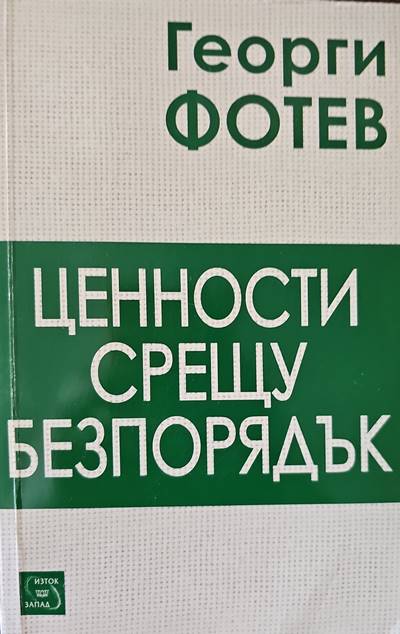 Георги
ФОТЕВ
ЦЕННОСТИ
СРЕЩУ
БЕЗПОРЯДЪК
ИЗТОК
ЗАПАД